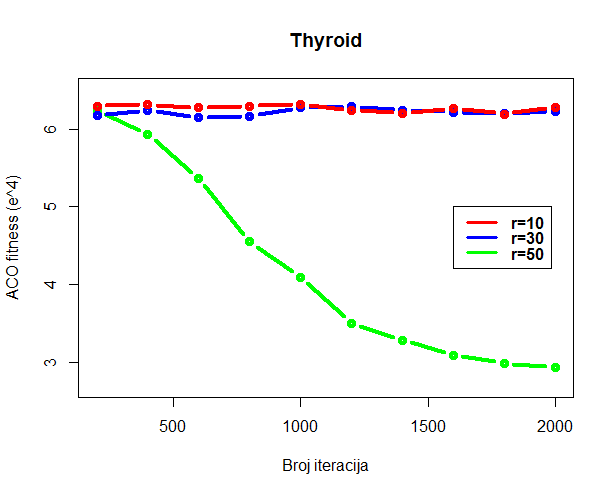 Thyroid
ACO fitness (e^4)
6
5
4
3
r=10
r=30
r=50
500
1000
1500
2000
Broj iteracija